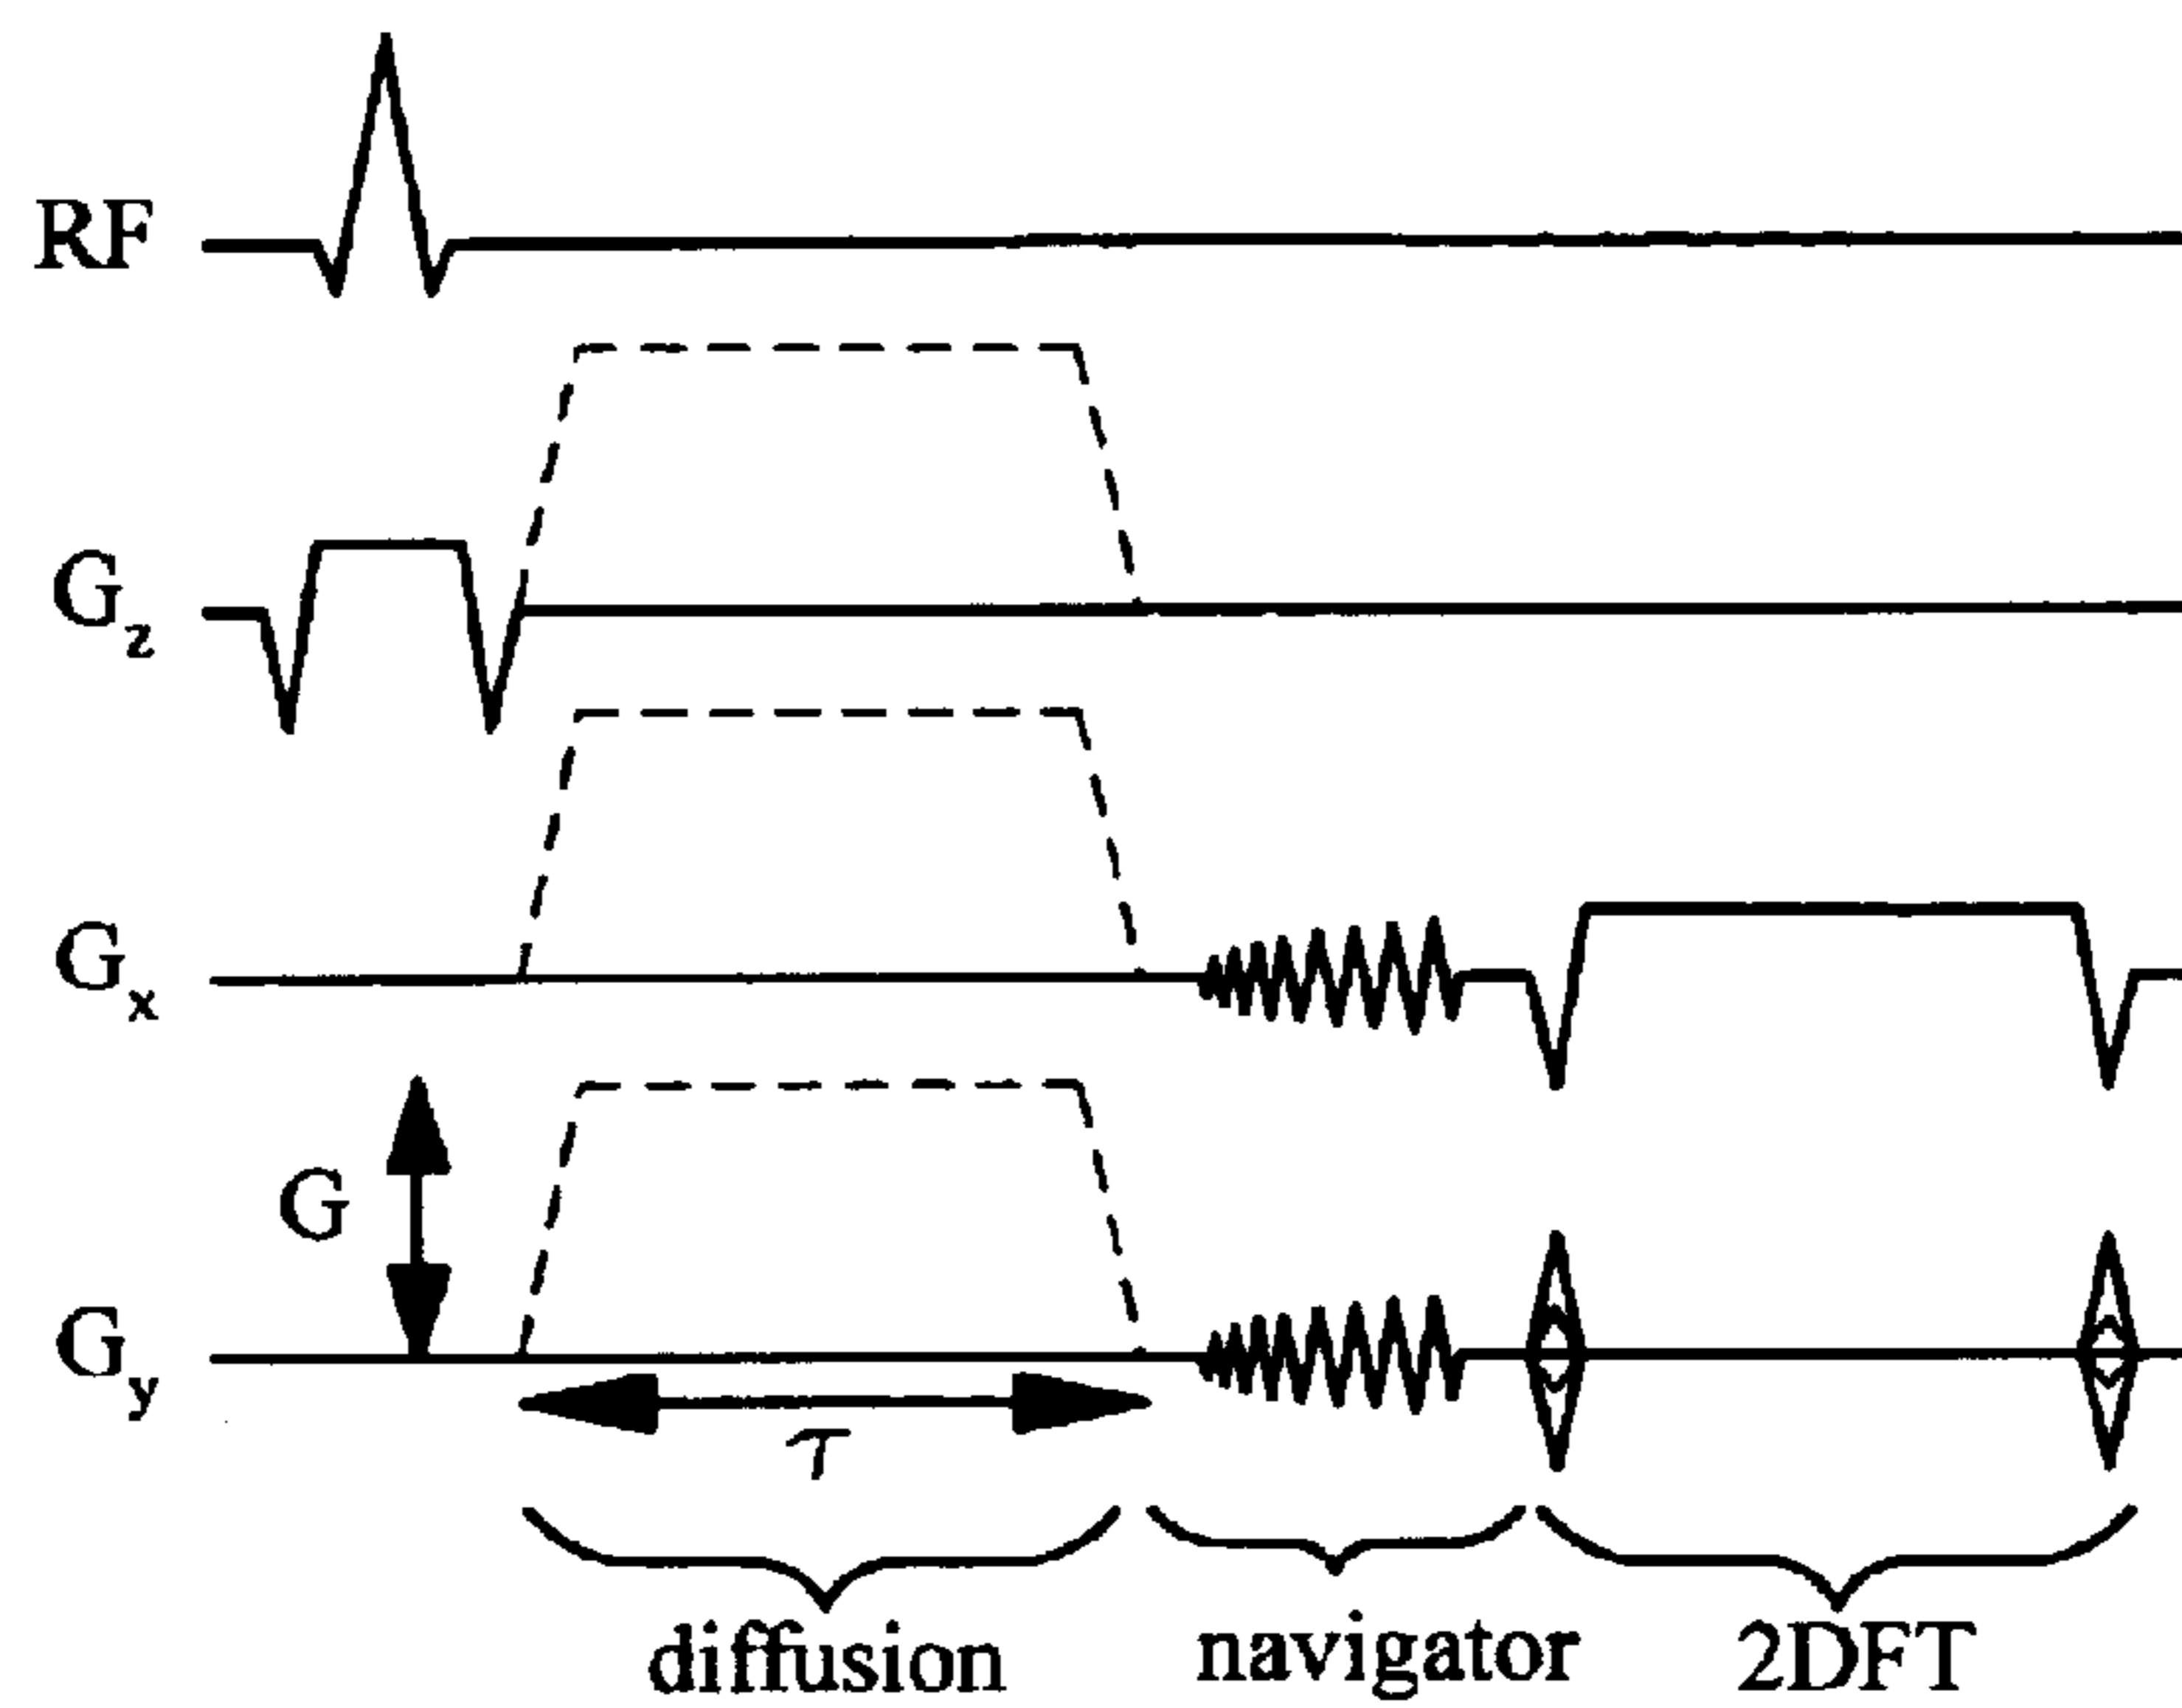 RF
Gz
Gx
G
Gy
τ
diffusion navigator 2DFT